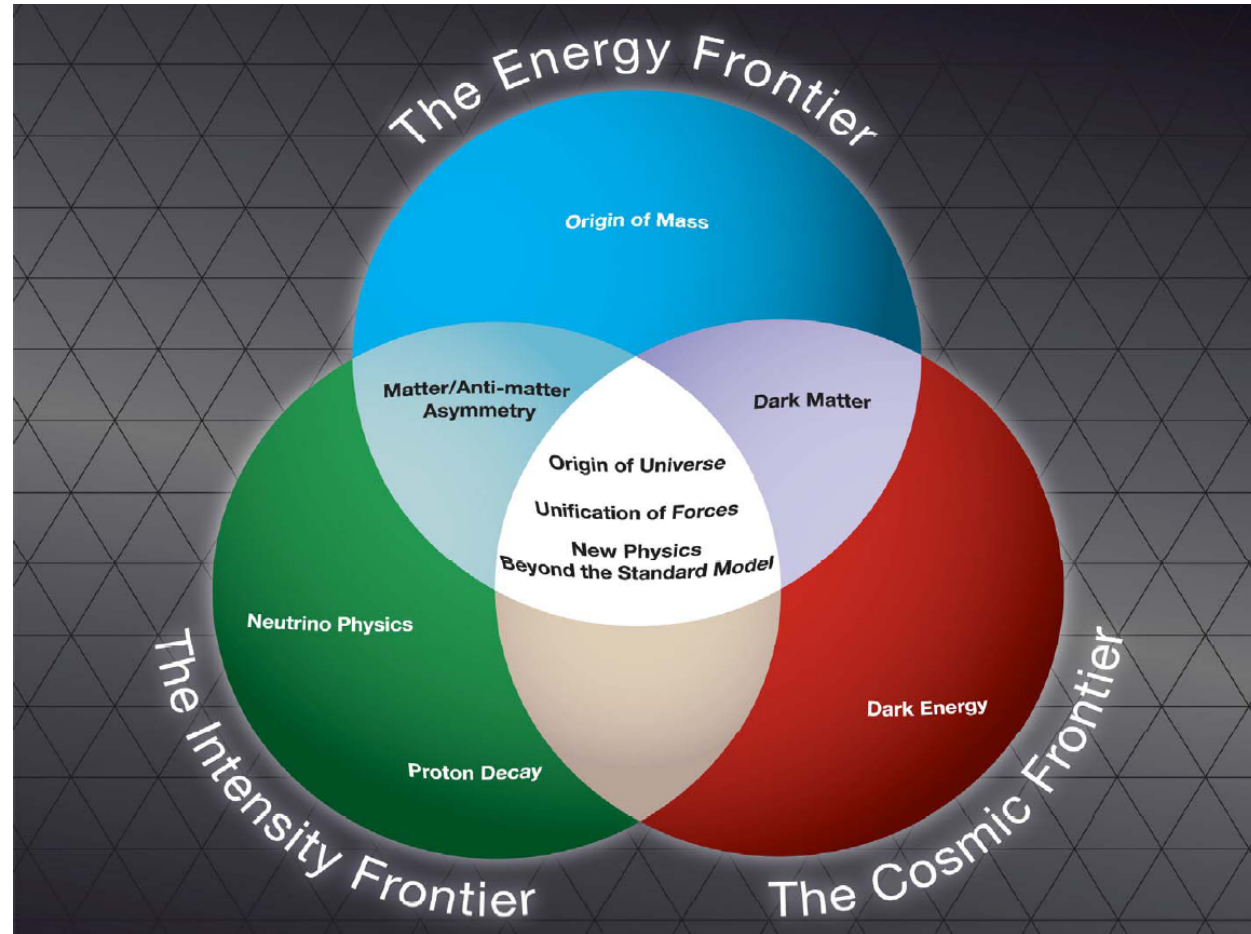 The Energy Frontier
Origin of Mass
Matter/Anti-matter
Asymmetry
Dark Matter
Origin of Universe
Unification of Forces
New Physics
Beyond the Standard Model
Neutrino Physics
Dark Energy
Proton Decay
The Intensity Frontier
The Cosmic Frontier